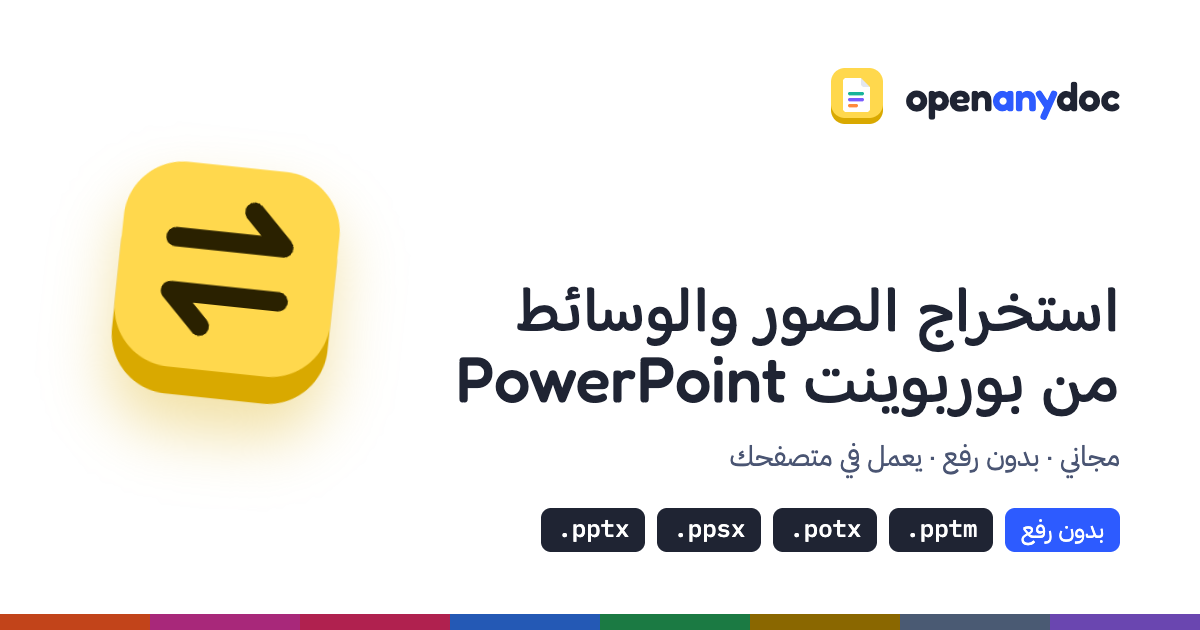 openanydoc
استخراج الصور والوسائط
من بوربوينت PowerPoint
مجاني · بدون رفع · يعمل في متصفحك
بدون رفع .pptm .potx .ppsx .pptx